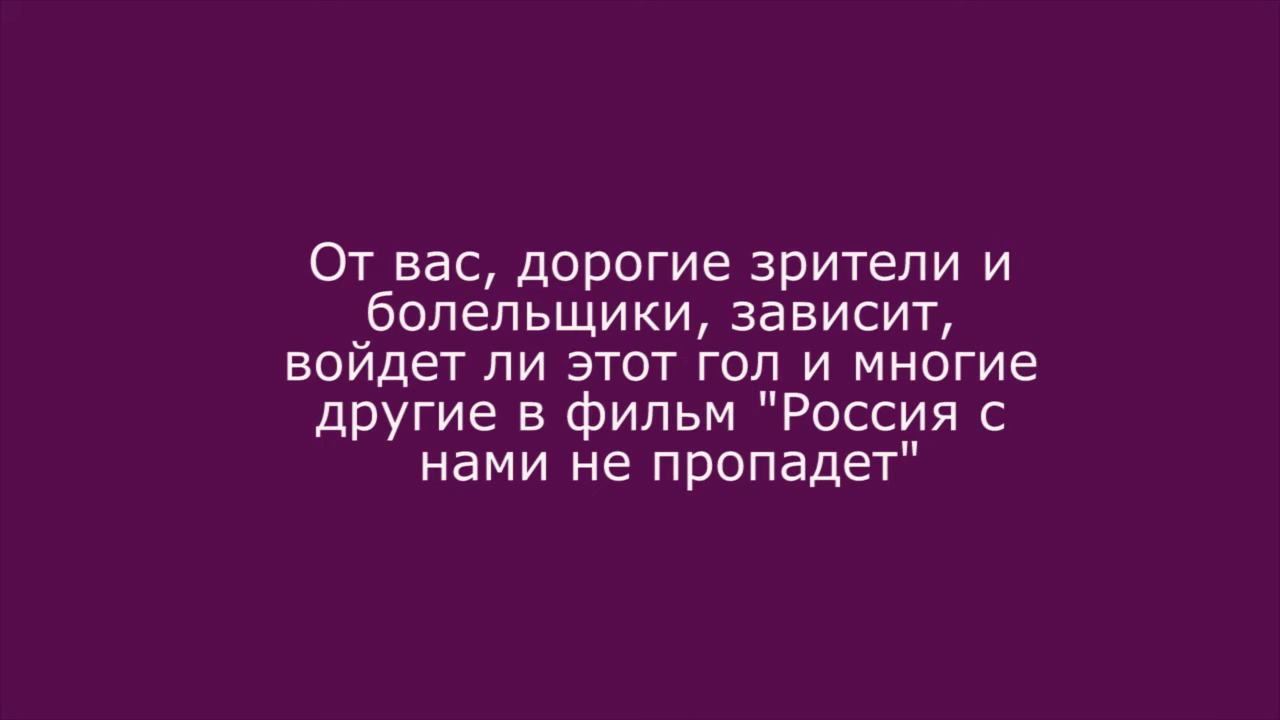 От вас, дорогие зрители и
болельщики, зависит,
войдет ли этот гол и многие
другие в фильм "Россия с
нами не пропадет"